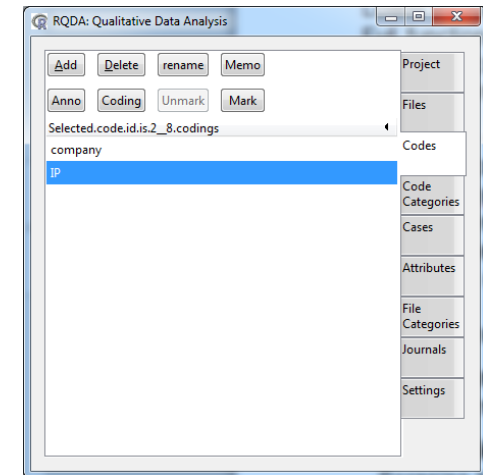 RQDA: Qualitative Data Analysis
Add Delete rename Memo
Anno Coding Unmark Mark
Selected.code.id.is.2__8.codings
company
IP
Project
Files
Codes
Code
Categories
Cases
Attributes
File
Categories
Journals
Settings